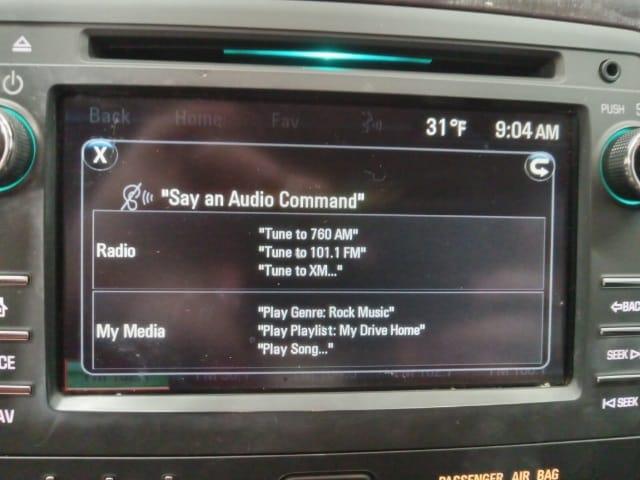 Back Home Fav 31°F 9:04 AM
PUSH
X
"Say an Audio Command"
Radio
"Tune to 760 AM"
"Tune to 101.1 FM"
"Tune to XM..."
My Media
"Play Genre: Rock Music"
"Play Playlist: My Drive Home"
"Play Song..."
BACK
SEEK
SEEK
PASSENGER AIR BAG